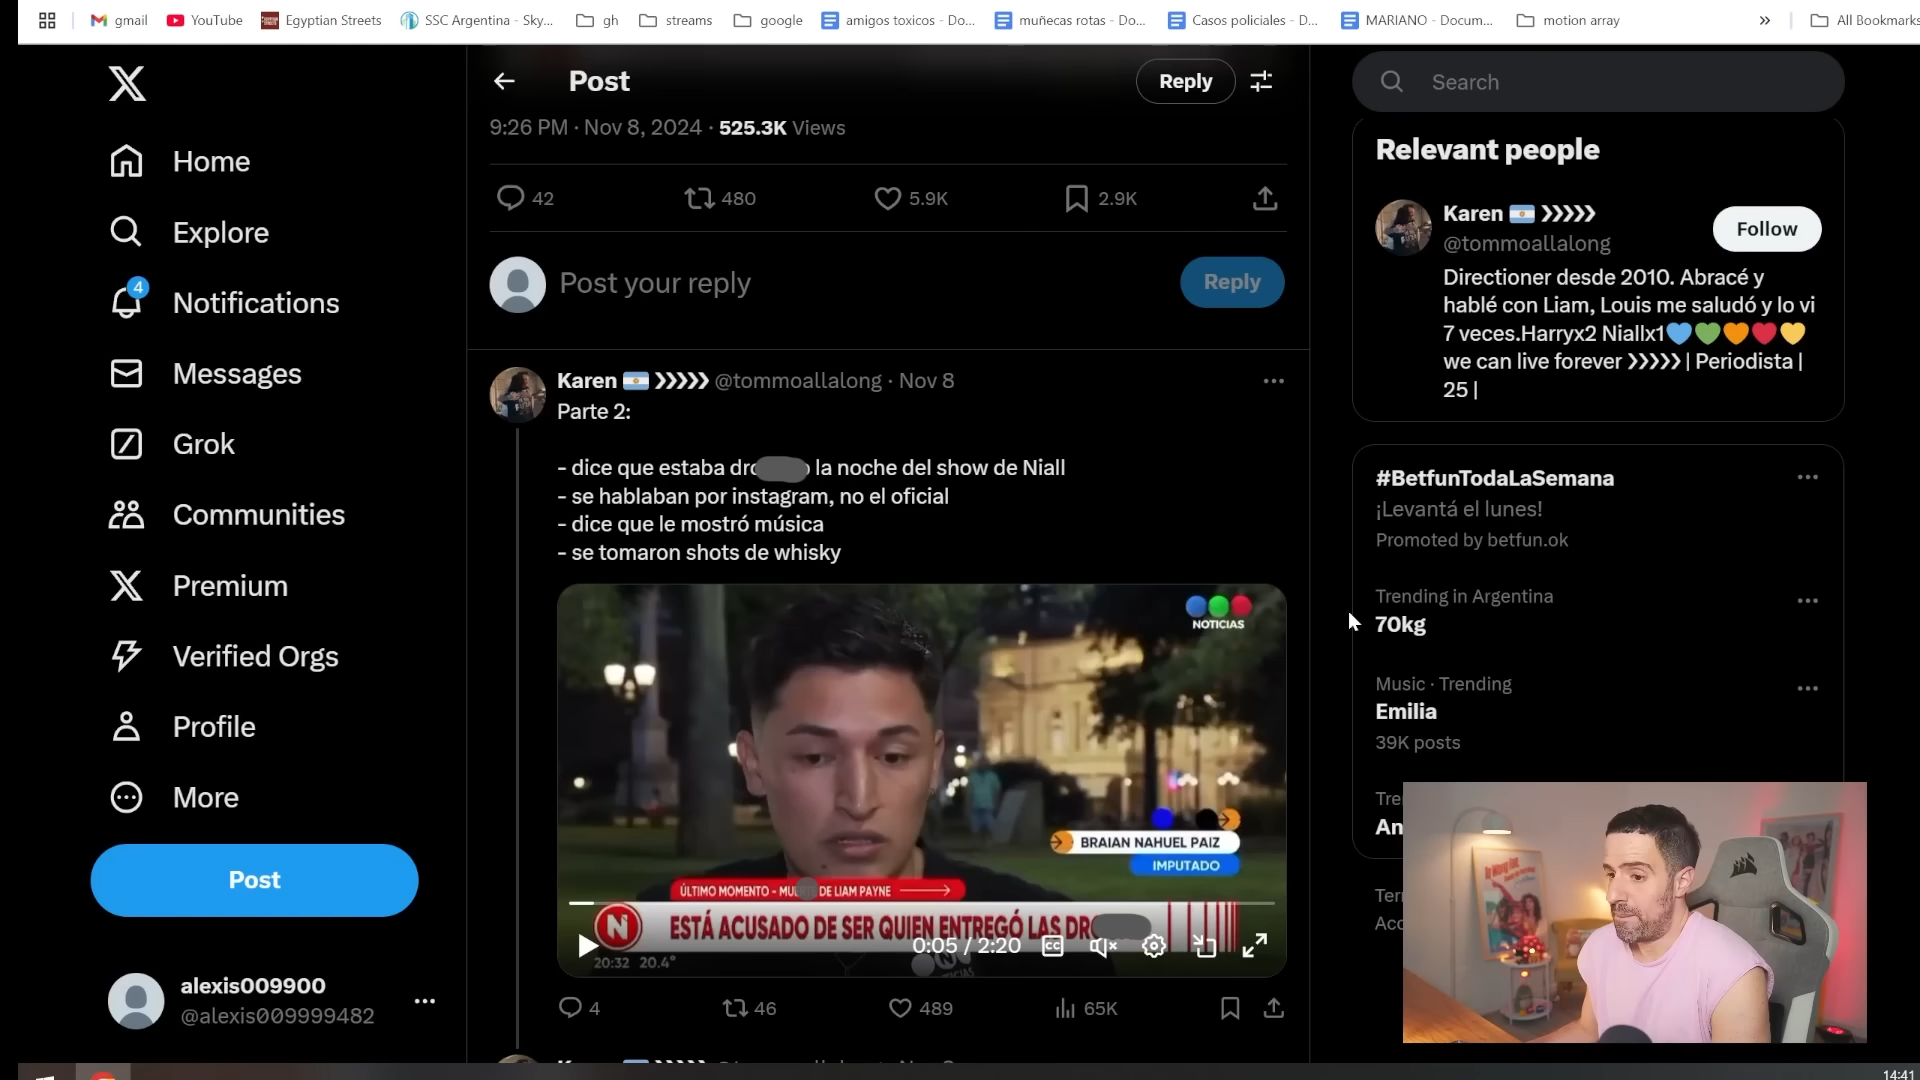 gmail
YouTube
Egyptian Streets
SSC Argentina - Sky...
gh
streams
google
amigos toxicos - Do...
muñecas rotas - Do...
Casos policiales - D...
MARIANO - Docum...
motion array
»
All Bookmarks
Home
Explore
4
Notifications
Messages
Grok
Communities
Premium
Verified Orgs
Profile
More
Post
alexis009900
@alexis009999482
Post
Reply
9:26 PM · Nov 8, 2024 · 525.3K Views
42
480
5.9K
2.9K
Post your reply
Reply
Karen 🇦🇷 @tommoallalong · Nov 8
Parte 2:
- dice que estaba la noche del show de Niall
- se hablaban por instagram, no el oficial
- dice que le mostró música
- se tomaron shots de whisky
NOTICIAS
BRAIAN NAHUEL PAIZ
IMPUTADO
ÚLTIMO MOMENTO - DE LIAM PAYNE
N ESTÁ ACUSADO DE SER QUIEN ENTREGÓ LAS
0:05 / 2:20
CC
20:32 20.4°
4
46
489
65K
Search
Relevant people
Karen 🇦🇷
Follow
@tommoallalong
Directioner desde 2010. Abracé y
hablé con Liam, Louis me saludó y lo vi
7 veces.Harryx2 Niallx1💙💚🧡❤️💛
we can live forever | Periodista |
25 |
#BetfunTodaLaSemana
¡Levantá el lunes!
Promoted by betfun.ok
Trending in Argentina
70kg
Music · Trending
Emilia
39K posts
14:41